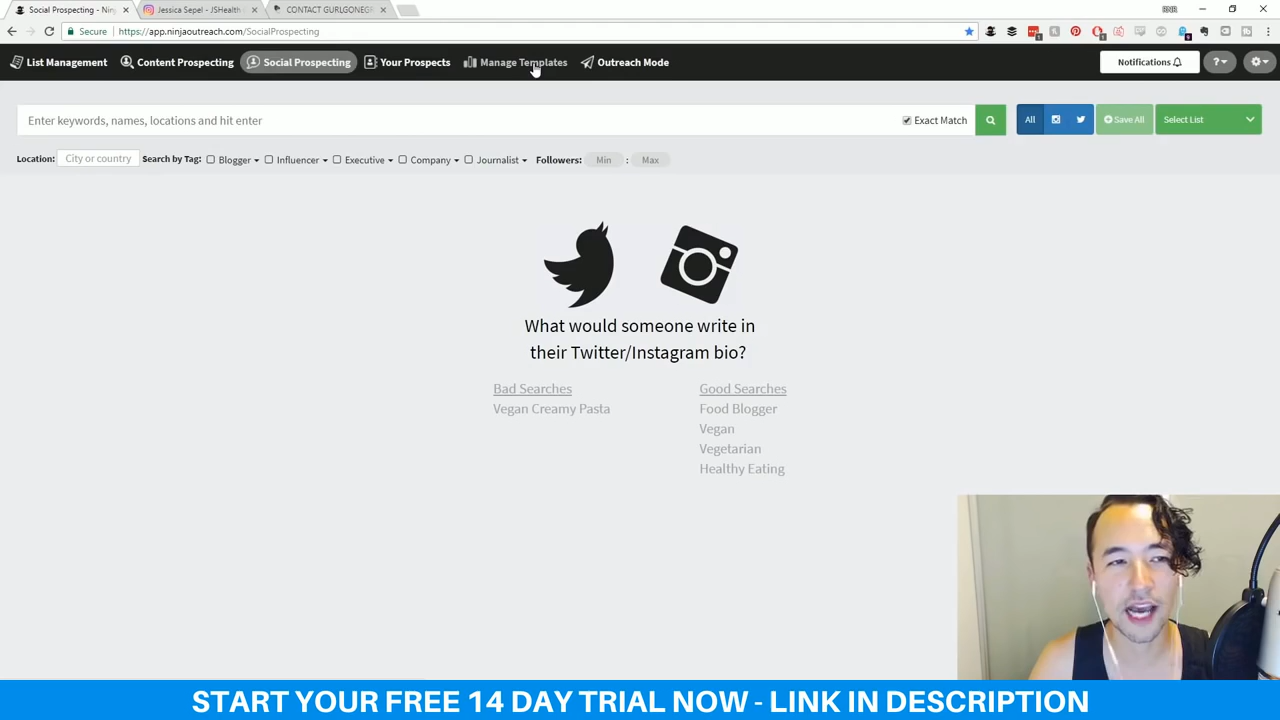 Social Prospecting - Ninj
Jessica Sepel - JSHealth
CONTACT GURLGONEGR
Secure
https://app.ninjaoutreach.com/SocialProspecting
List Management
Content Prospecting
Social Prospecting
Your Prospects
Manage Templates
Outreach Mode
Notifications
?
Enter keywords, names, locations and hit enter
Exact Match
All
Save All
Select List
Location: City or country Search by Tag: Blogger Influencer Executive Company Journalist Followers: Min : Max
What would someone write in
their Twitter/Instagram bio?
Bad Searches
Vegan Creamy Pasta
Good Searches
Food Blogger
Vegan
Vegetarian
Healthy Eating
START YOUR FREE 14 DAY TRIAL NOW - LINK IN DESCRIPTION